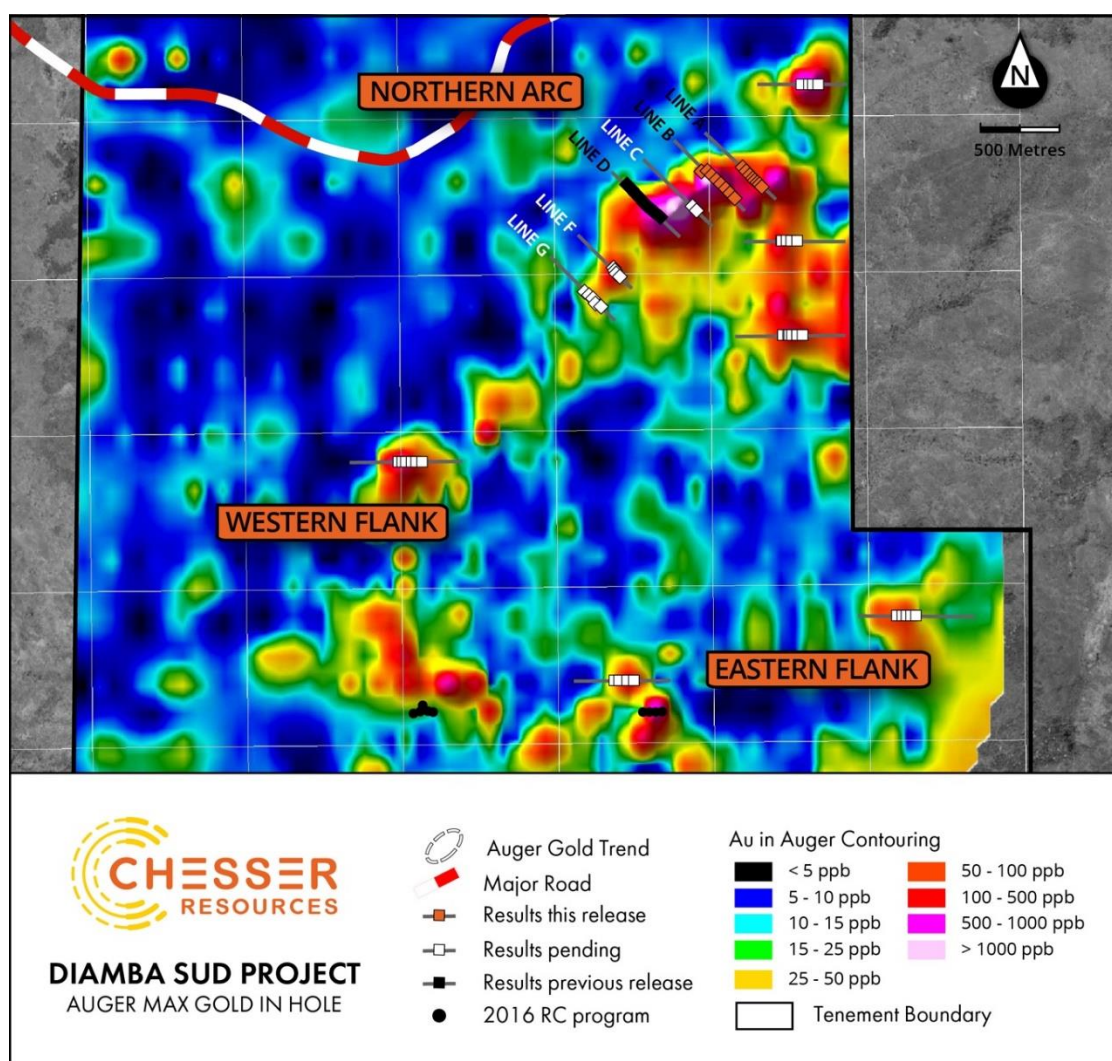 NORTHERN ARC
N
500 Metres
LINE A
LINE B
LINE C
LINE D
LINE F
LINE G
WESTERN FLANK
EASTERN FLANK
CHESSER
RESOURCES
DIAMBA SUD PROJECT
AUGER MAX GOLD IN HOLE
Auger Gold Trend
Major Road
Results this release
Results pending
Results previous release
2016 RC program
Au in Auger Contouring
< 5 ppb
5 - 10 ppb
10 - 15 ppb
15 - 25 ppb
25 - 50 ppb
50 - 100 ppb
100 - 500 ppb
500 - 1000 ppb
> 1000 ppb
Tenement Boundary